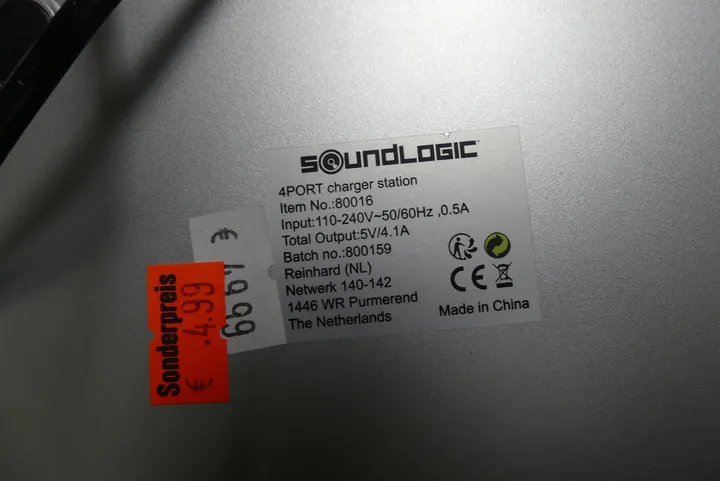 SOUNDLOGIC
4PORT charger station
Item No.:80016
Input:110-240V~50/60Hz ,0.5A
Total Output:5V/4.1A
Batch no.:800159
Reinhard (NL)
Netwerk 140-142
1446 WR Purmerend
The Netherlands
CE
Made in China
Sonderpreis
€ .4.99
€